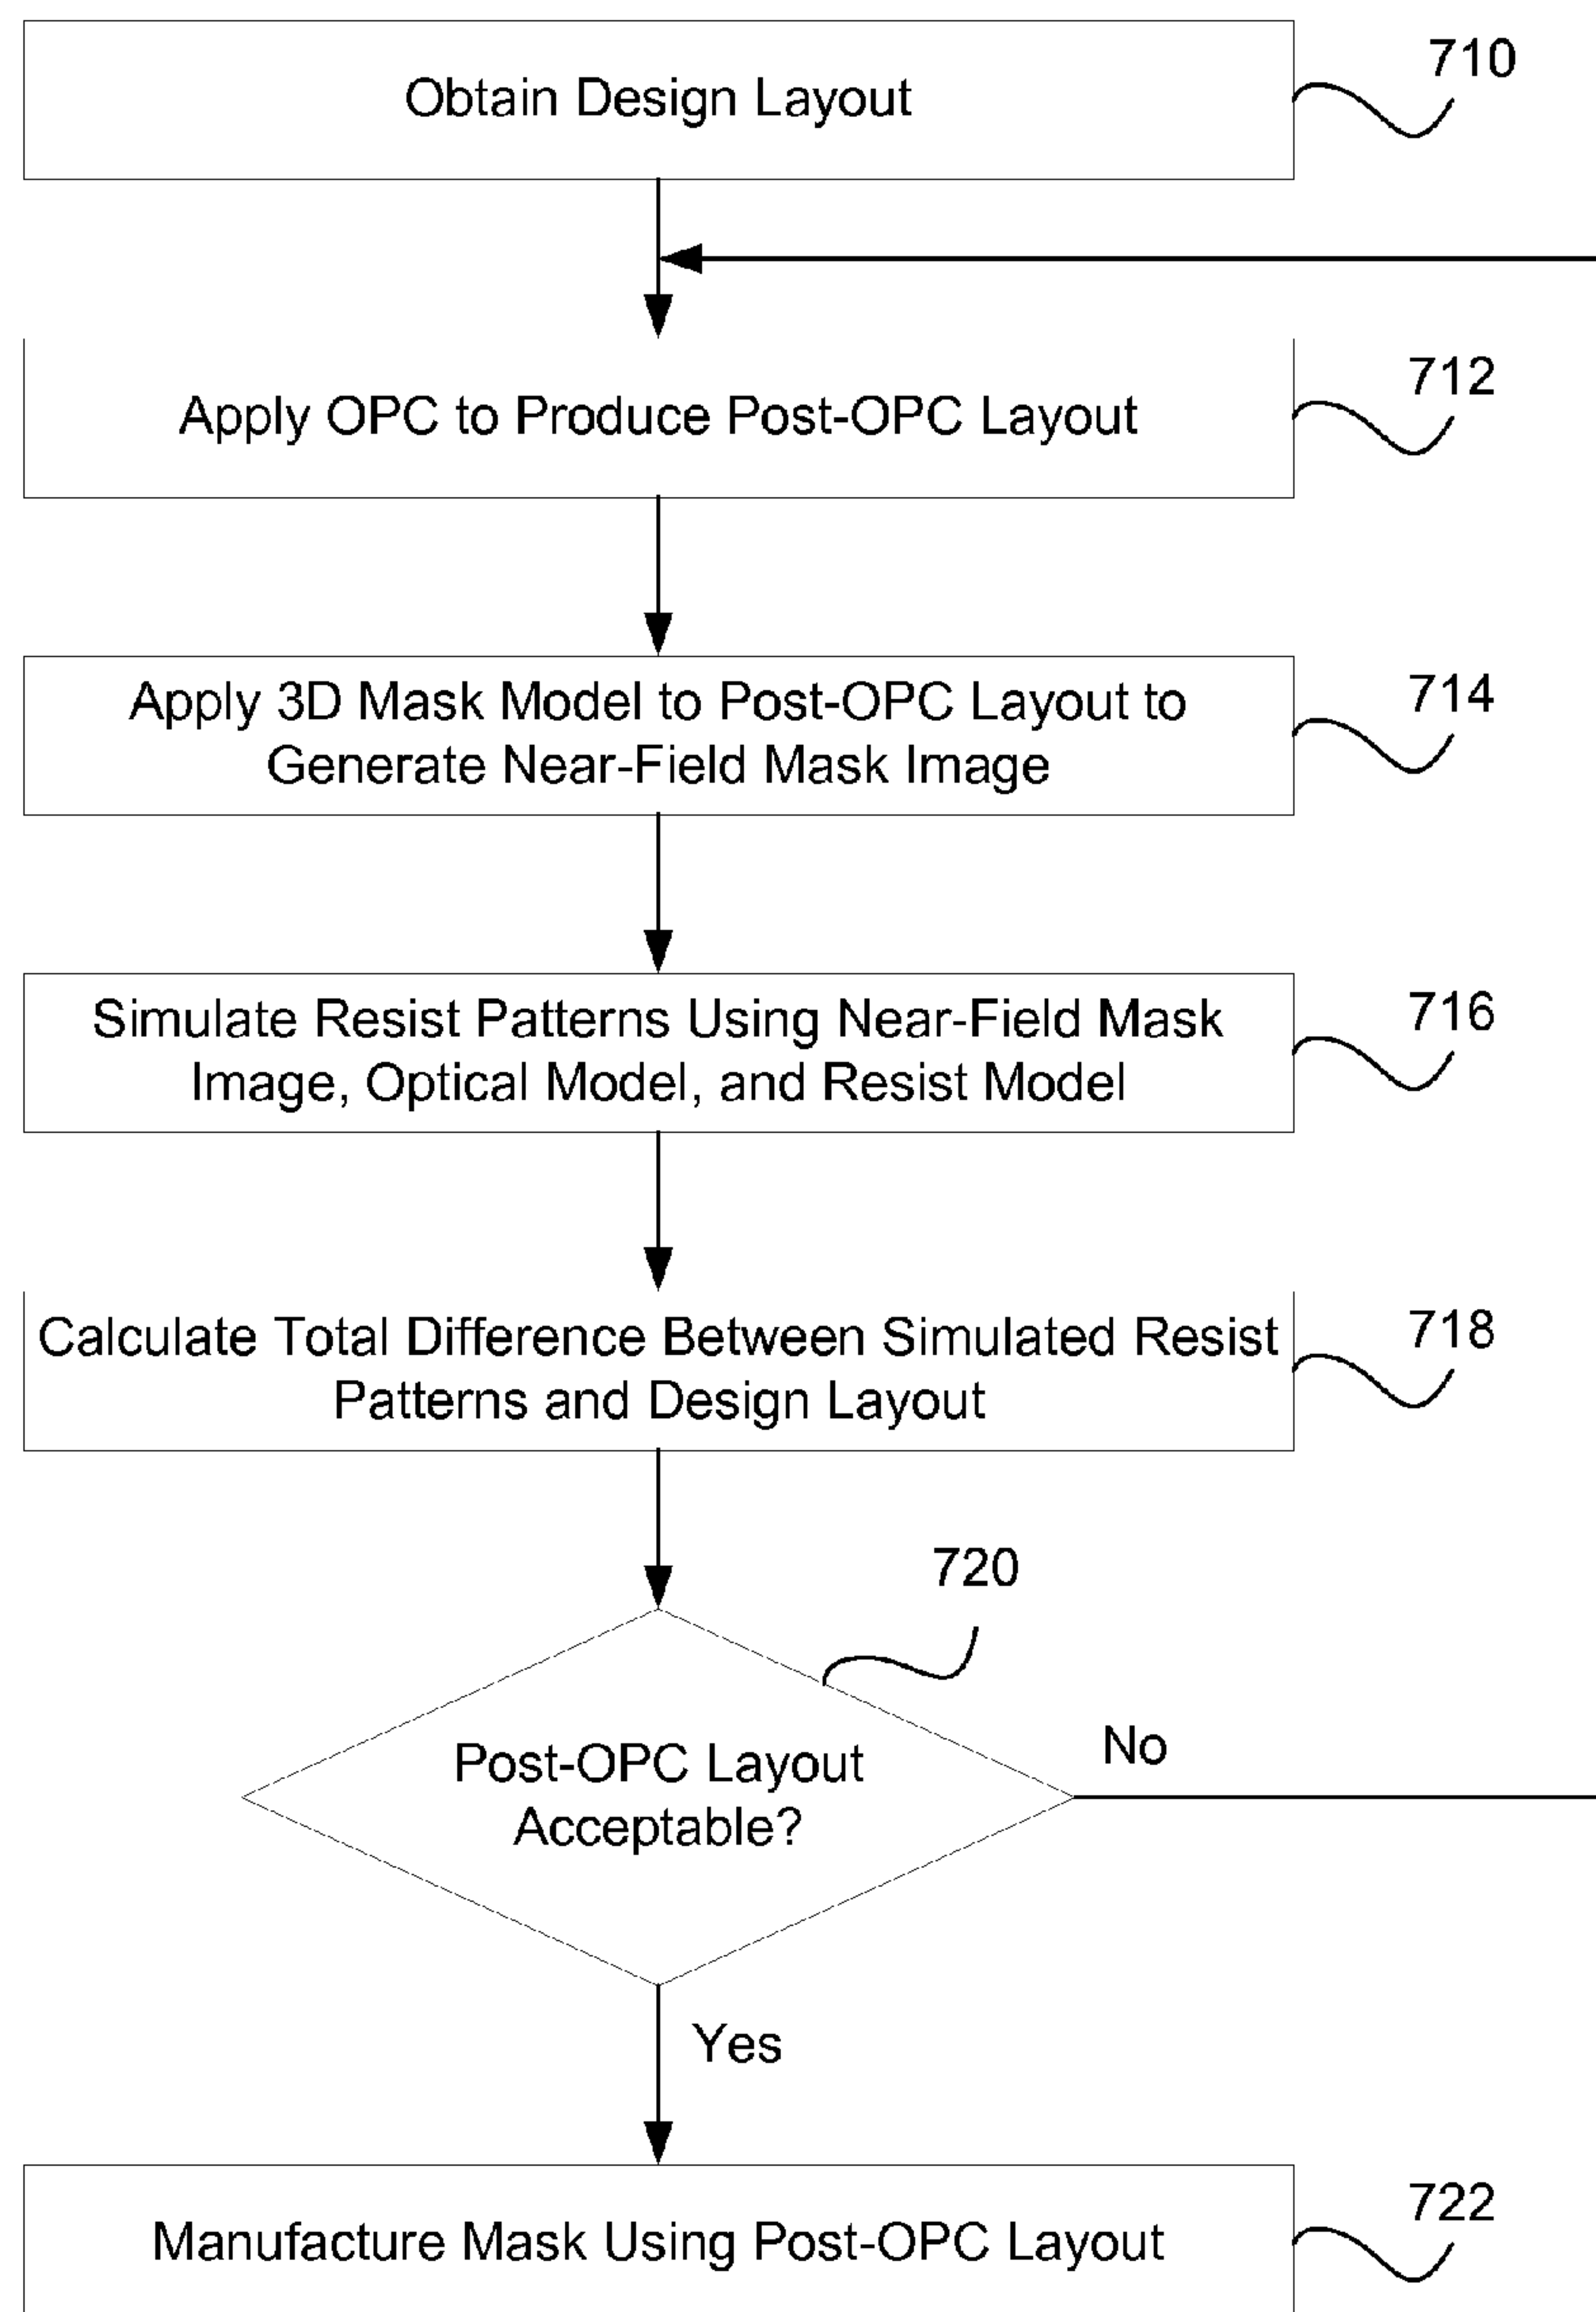 Obtain Design Layout
710
Apply OPC to Produce Post-OPC Layout
712
Apply 3D Mask Model to Post-OPC Layout to
Generate Near-Field Mask Image
714
Simulate Resist Patterns Using Near-Field Mask
Image, Optical Model, and Resist Model
716
Calculate Total Difference Between Simulated Resist
Patterns and Design Layout
718
720
Post-OPC Layout
Acceptable?
No
Yes
Manufacture Mask Using Post-OPC Layout
722